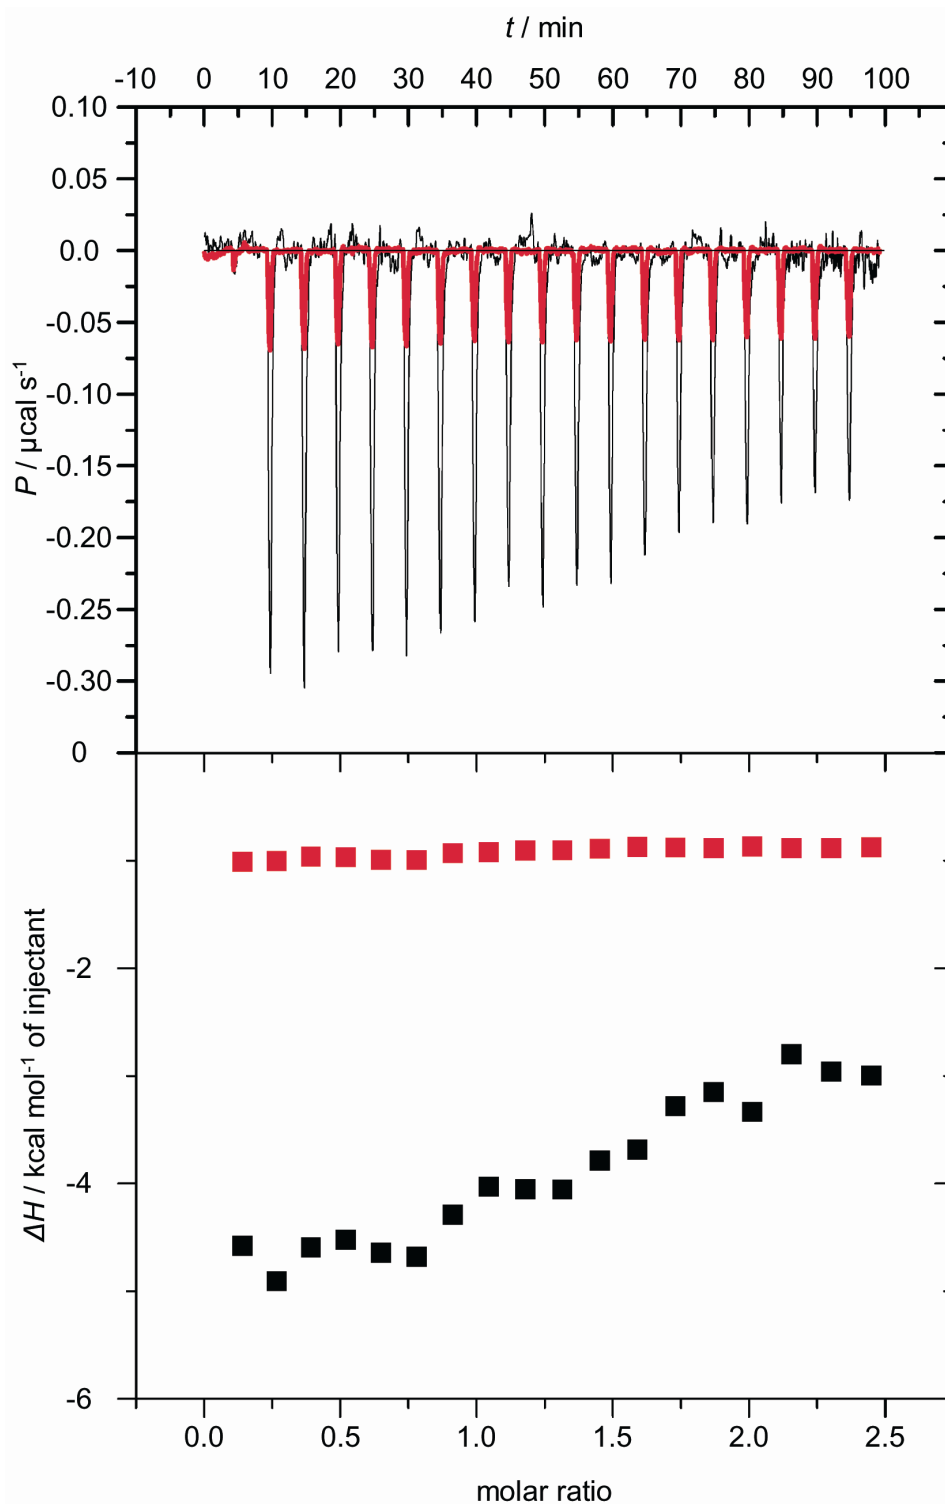 t / min
-10 0 10 20 30 40 50 60 70 80 90 100
0.10
0.05
0.0
-0.05
-0.10
-0.15
-0.20
-0.25
-0.30
0
P / µcal s⁻¹
-2
-4
-6
ΔH / kcal mol⁻¹ of injectant
0.0 0.5 1.0 1.5 2.0 2.5
molar ratio